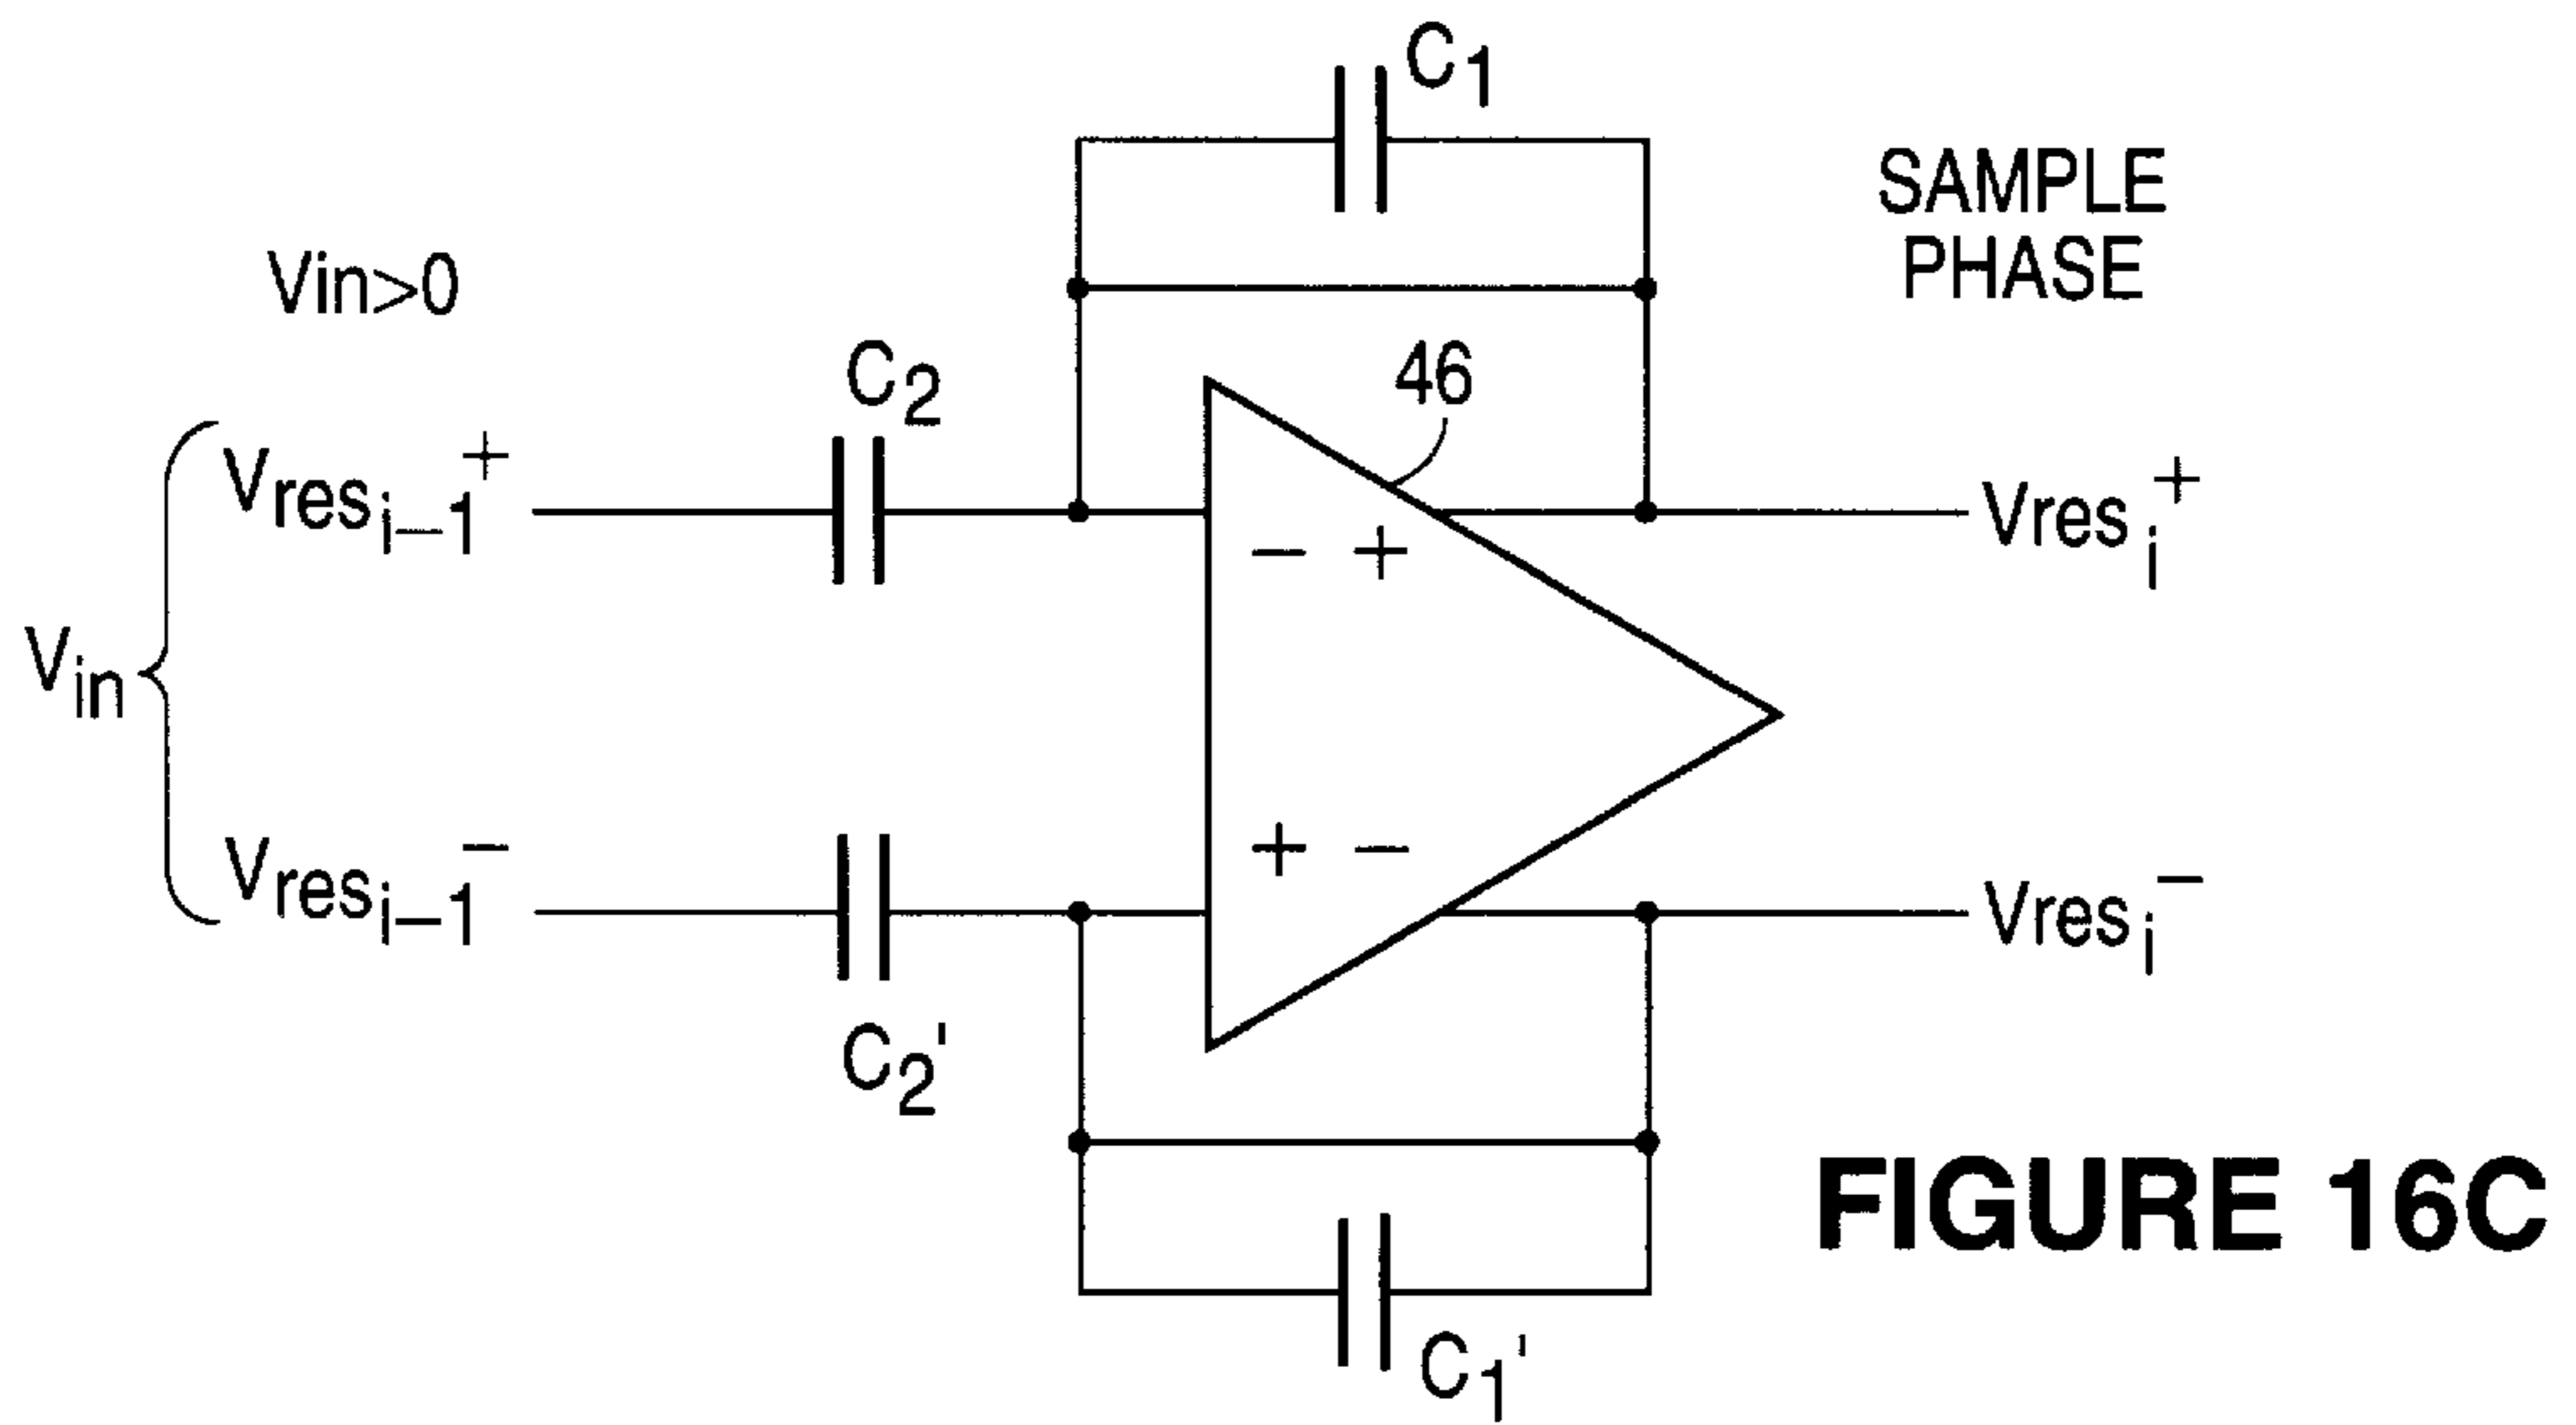 C1
SAMPLE
PHASE
Vin>0
C2
46
Vresi–1+
Vresi+
– +
Vin
+ –
Vresi–1–
Vresi–
C2'
FIGURE 16C
C1'